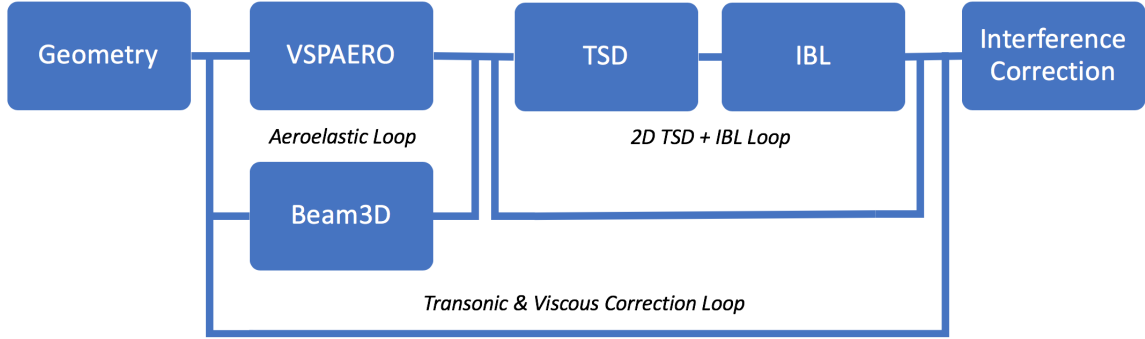 Geometry
VSPAERO
TSD
IBL
Interference
Correction
Aeroelastic Loop
2D TSD + IBL Loop
Beam3D
Transonic & Viscous Correction Loop